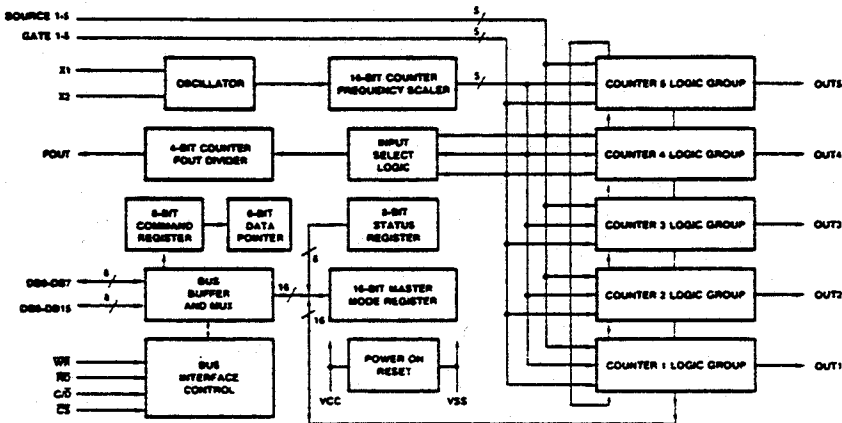 SOURCE 1-5
GATE 1-5
5
5
X1
X2
OSCILLATOR
16-BIT COUNTER
FREQUENCY SCALER
5
COUNTER 5 LOGIC GROUP
OUT5
FOUT
4-BIT COUNTER
FOUT DIVIDER
INPUT
SELECT
LOGIC
COUNTER 4 LOGIC GROUP
OUT4
8-BIT
COMMAND
REGISTER
6-BIT
DATA
POINTER
8-BIT
STATUS
REGISTER
COUNTER 3 LOGIC GROUP
OUT3
8
DB0-DB7
DB8-DB15
8
8
BUS
BUFFER
AND MUX
16
16
16-BIT MASTER
MODE REGISTER
COUNTER 2 LOGIC GROUP
OUT2
WR
RD
C/D
CS
BUS
INTERFACE
CONTROL
POWER ON
RESET
VCC
VSS
COUNTER 1 LOGIC GROUP
OUT1